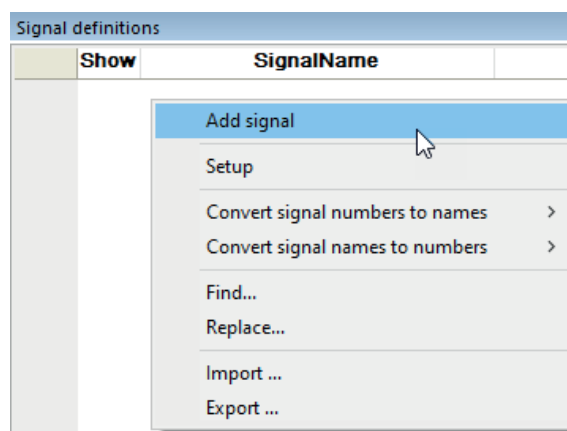 Signal definitions
Show SignalName
Add signal
Setup
Convert signal numbers to names
Convert signal names to numbers
Find...
Replace...
Import ...
Export ...